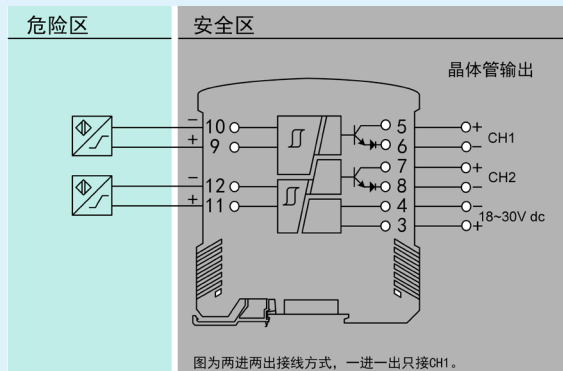 危险区
安全区
晶体管输出
− 10 5 + CH1
+ 9 6 −
7 + CH2
− 12 8 −
+ 11 4 − 18~30V dc
3 +
图为两进两出接线方式，一进一出只接CH1。